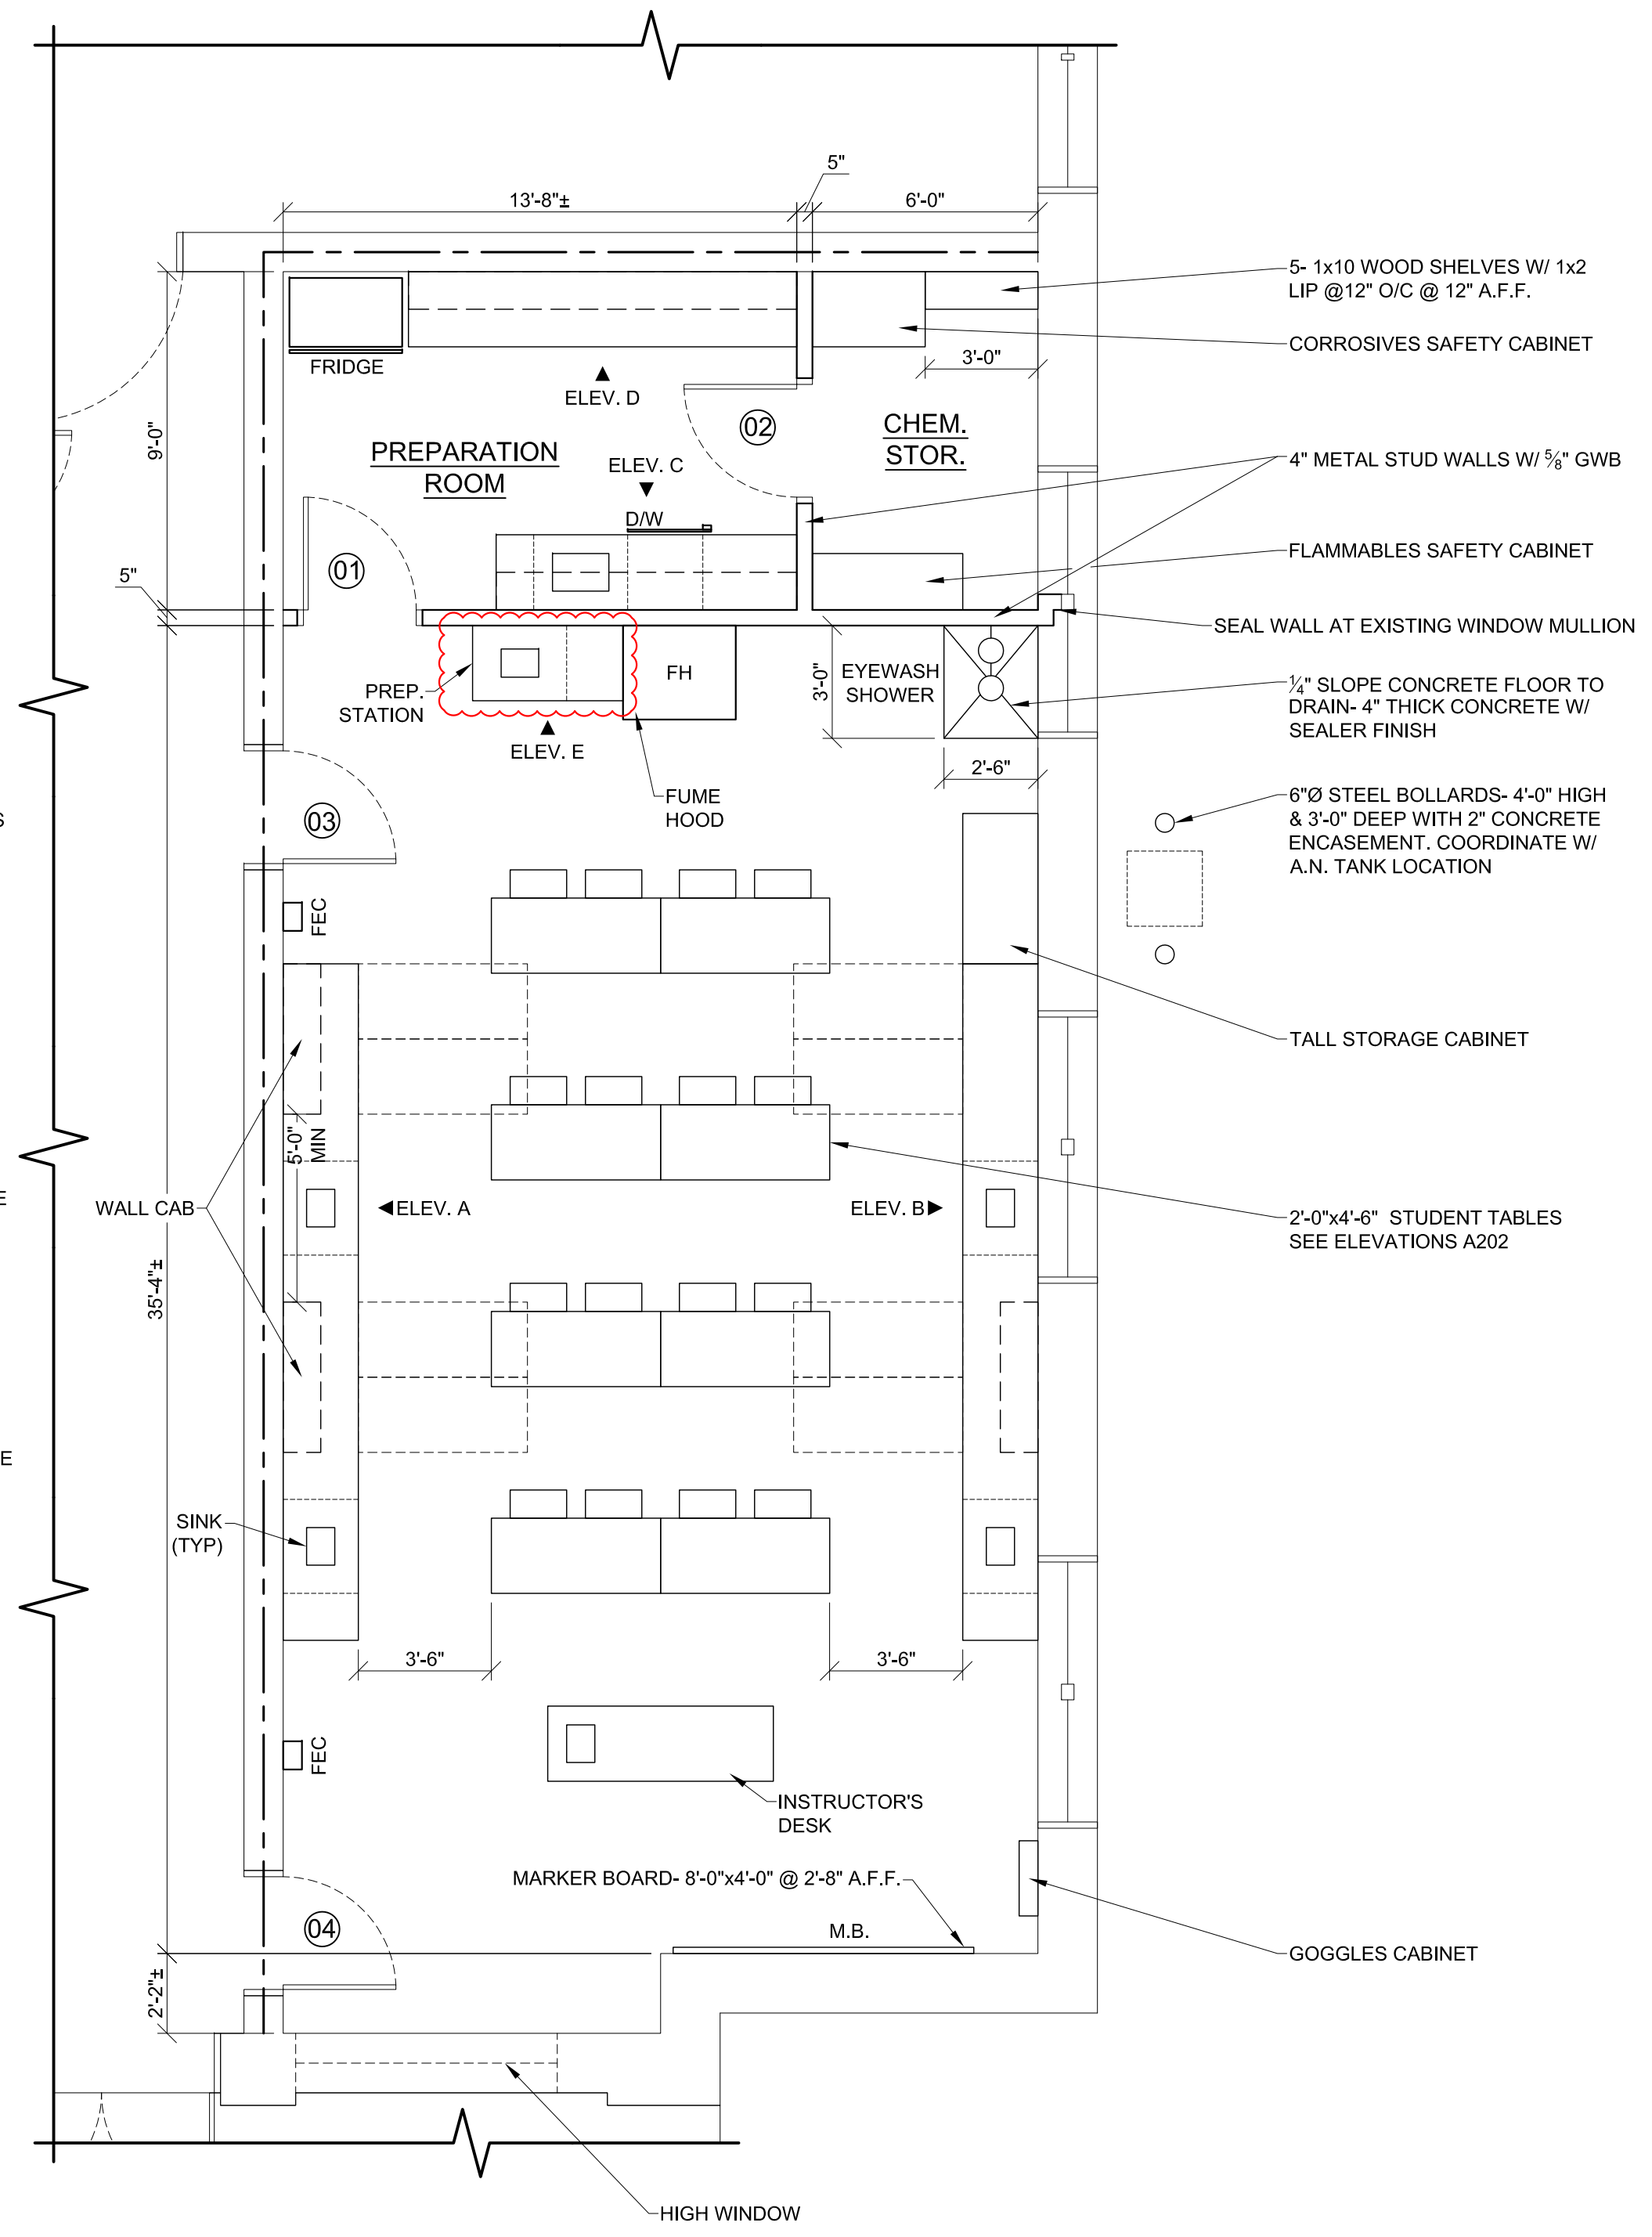 5"
13'-8"±
6'-0"
5- 1x10 WOOD SHELVES W/ 1x2
LIP @12" O/C @ 12" A.F.F.
CORROSIVES SAFETY CABINET
FRIDGE
3'-0"
ELEV. D
9'-0"
02
CHEM.
STOR.
PREPARATION
ROOM
ELEV. C
4" METAL STUD WALLS W/ ⅝" GWB
D/W
FLAMMABLES SAFETY CABINET
01
5"
SEAL WALL AT EXISTING WINDOW MULLION
FH
EYEWASH
SHOWER
3'-0"
PREP.
STATION
¼" SLOPE CONCRETE FLOOR TO
DRAIN- 4" THICK CONCRETE W/
SEALER FINISH
ELEV. E
2'-6"
FUME
HOOD
6"Ø STEEL BOLLARDS- 4'-0" HIGH
& 3'-0" DEEP WITH 2" CONCRETE
ENCASEMENT. COORDINATE W/
A.N. TANK LOCATION
03
S
FEC
TALL STORAGE CABINET
5'-0"
MIN
E
WALL CAB
ELEV. A
ELEV. B
2'-0"x4'-6" STUDENT TABLES
SEE ELEVATIONS A202
35'-4"±
E
SINK
(TYP)
3'-6"
3'-6"
FEC
INSTRUCTOR'S
DESK
MARKER BOARD- 8'-0"x4'-0" @ 2'-8" A.F.F.
04
M.B.
GOGGLES CABINET
2'-2"±
HIGH WINDOW